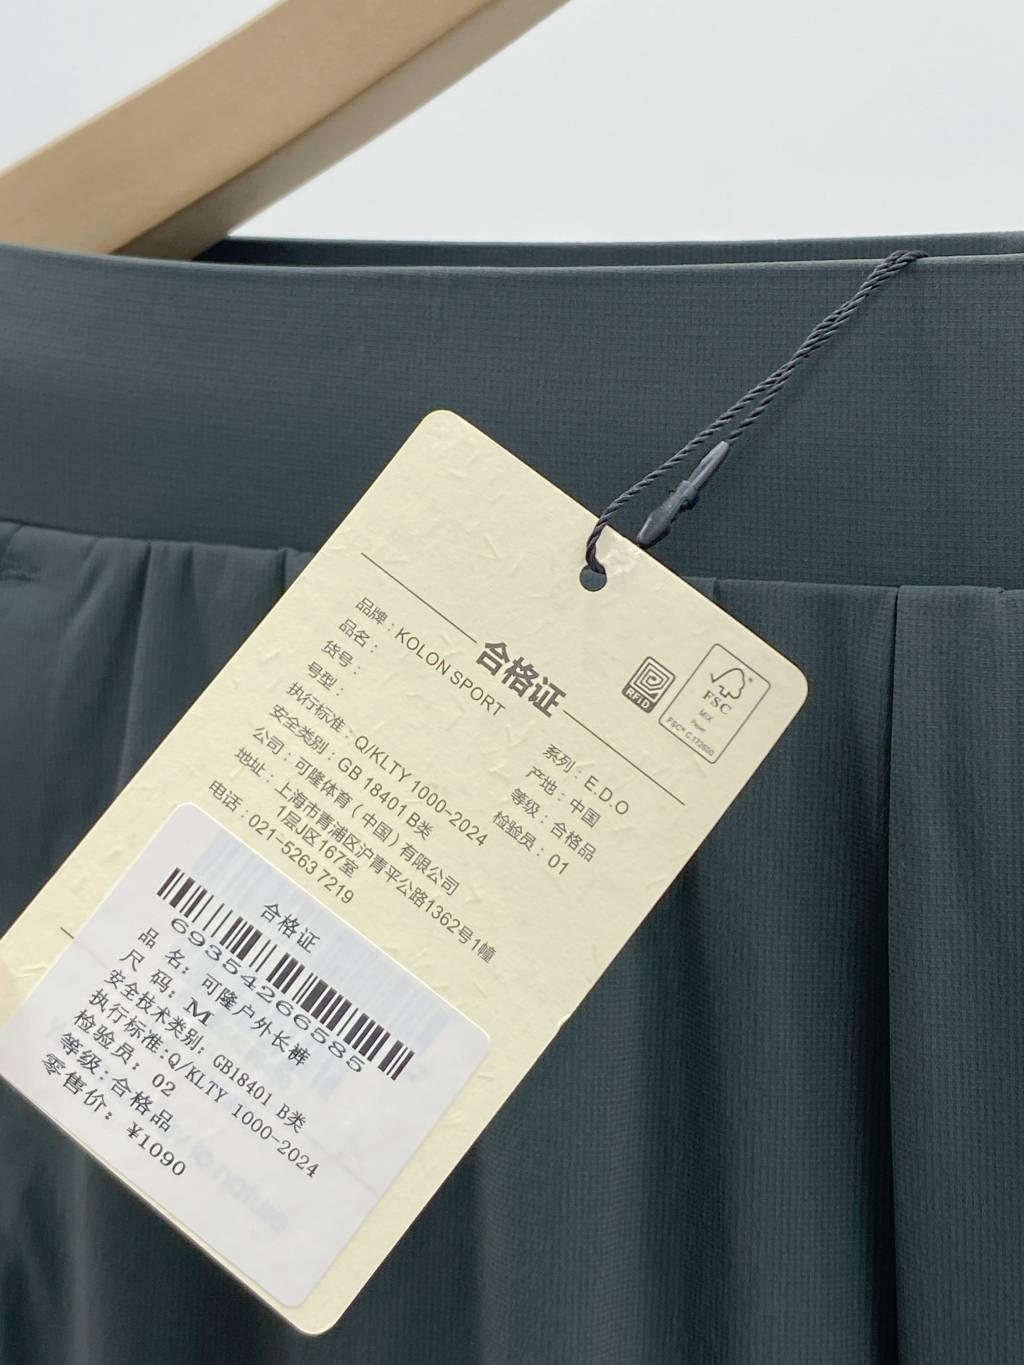 合格证
RFID
FSC
MIX
Paper
FSC® C172600
品牌：KOLON SPORT
品名：
货号：
号型：
系列：E.D.O
产地：中国
等级：合格品
检验员：01
执行标准：Q/KLTY 1000-2024
安全类别：GB 18401 B类
公司：可隆体育（中国）有限公司
地址：上海市青浦区沪青平公路1362号1幢
1层J区167室
电话：021-5263 7219
合格证
69354266585
品 名：可隆户外长裤
尺 码：M
安全技术类别：GB18401 B类
执行标准:Q/KLTY 1000-2024
检验员：02
等级:合格品
零售价：¥1090